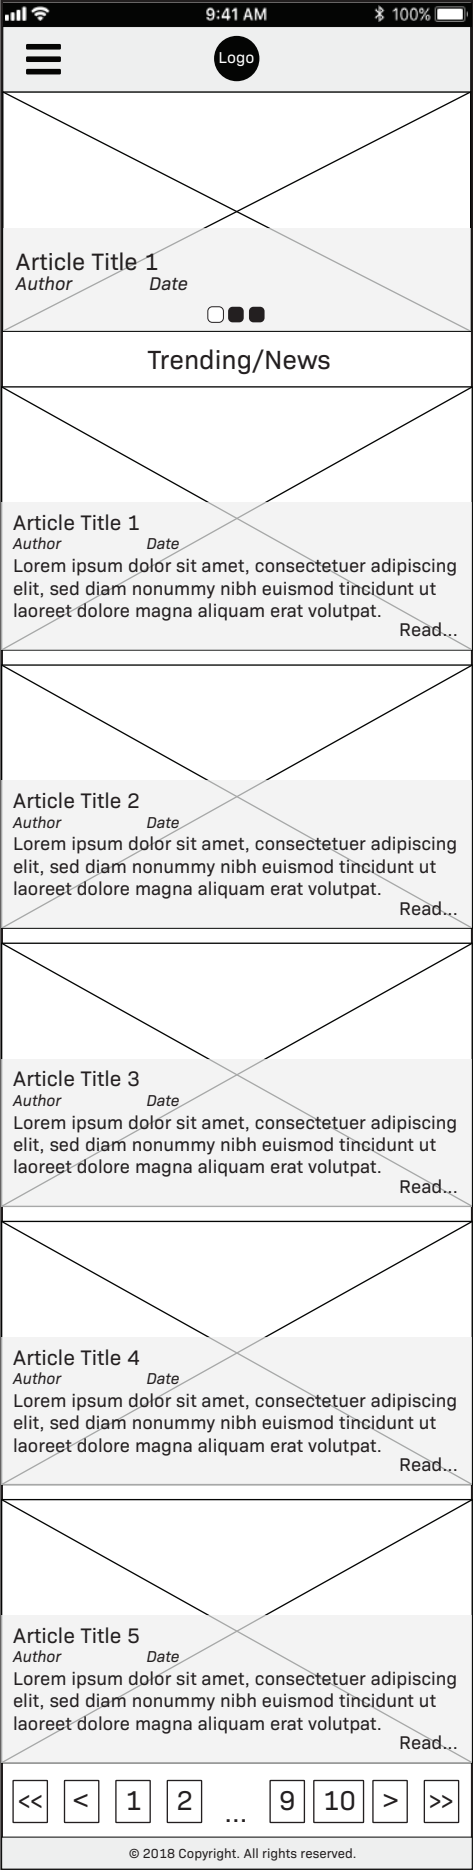 9:41 AM 100%
Logo
Article Title 1
Author Date
Trending/News
Article Title 1
Author Date
Lorem ipsum dolor sit amet, consectetuer adipiscing
elit, sed diam nonummy nibh euismod tincidunt ut
laoreet dolore magna aliquam erat volutpat.
Read...
Article Title 2
Author Date
Lorem ipsum dolor sit amet, consectetuer adipiscing
elit, sed diam nonummy nibh euismod tincidunt ut
laoreet dolore magna aliquam erat volutpat.
Read...
Article Title 3
Author Date
Lorem ipsum dolor sit amet, consectetuer adipiscing
elit, sed diam nonummy nibh euismod tincidunt ut
laoreet dolore magna aliquam erat volutpat.
Read...
Article Title 4
Author Date
Lorem ipsum dolor sit amet, consectetuer adipiscing
elit, sed diam nonummy nibh euismod tincidunt ut
laoreet dolore magna aliquam erat volutpat.
Read...
Article Title 5
Author Date
Lorem ipsum dolor sit amet, consectetuer adipiscing
elit, sed diam nonummy nibh euismod tincidunt ut
laoreet dolore magna aliquam erat volutpat.
Read...
<< < 1 2 ... 9 10 > >>
© 2018 Copyright. All rights reserved.